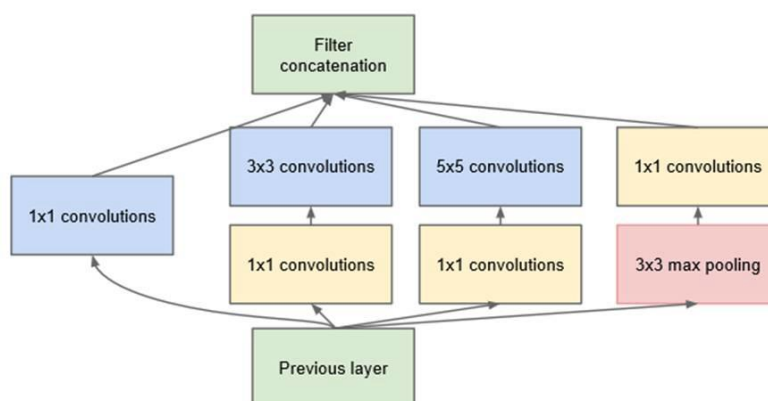 Filter
concatenation
3x3 convolutions
5x5 convolutions
1x1 convolutions
1x1 convolutions
1x1 convolutions
1x1 convolutions
3x3 max pooling
Previous layer